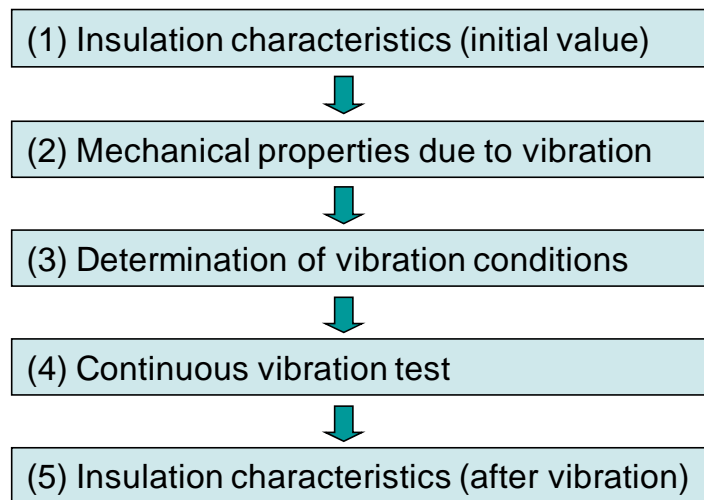 (1) Insulation characteristics (initial value)
(2) Mechanical properties due to vibration
(3) Determination of vibration conditions
(4) Continuous vibration test
(5) Insulation characteristics (after vibration)